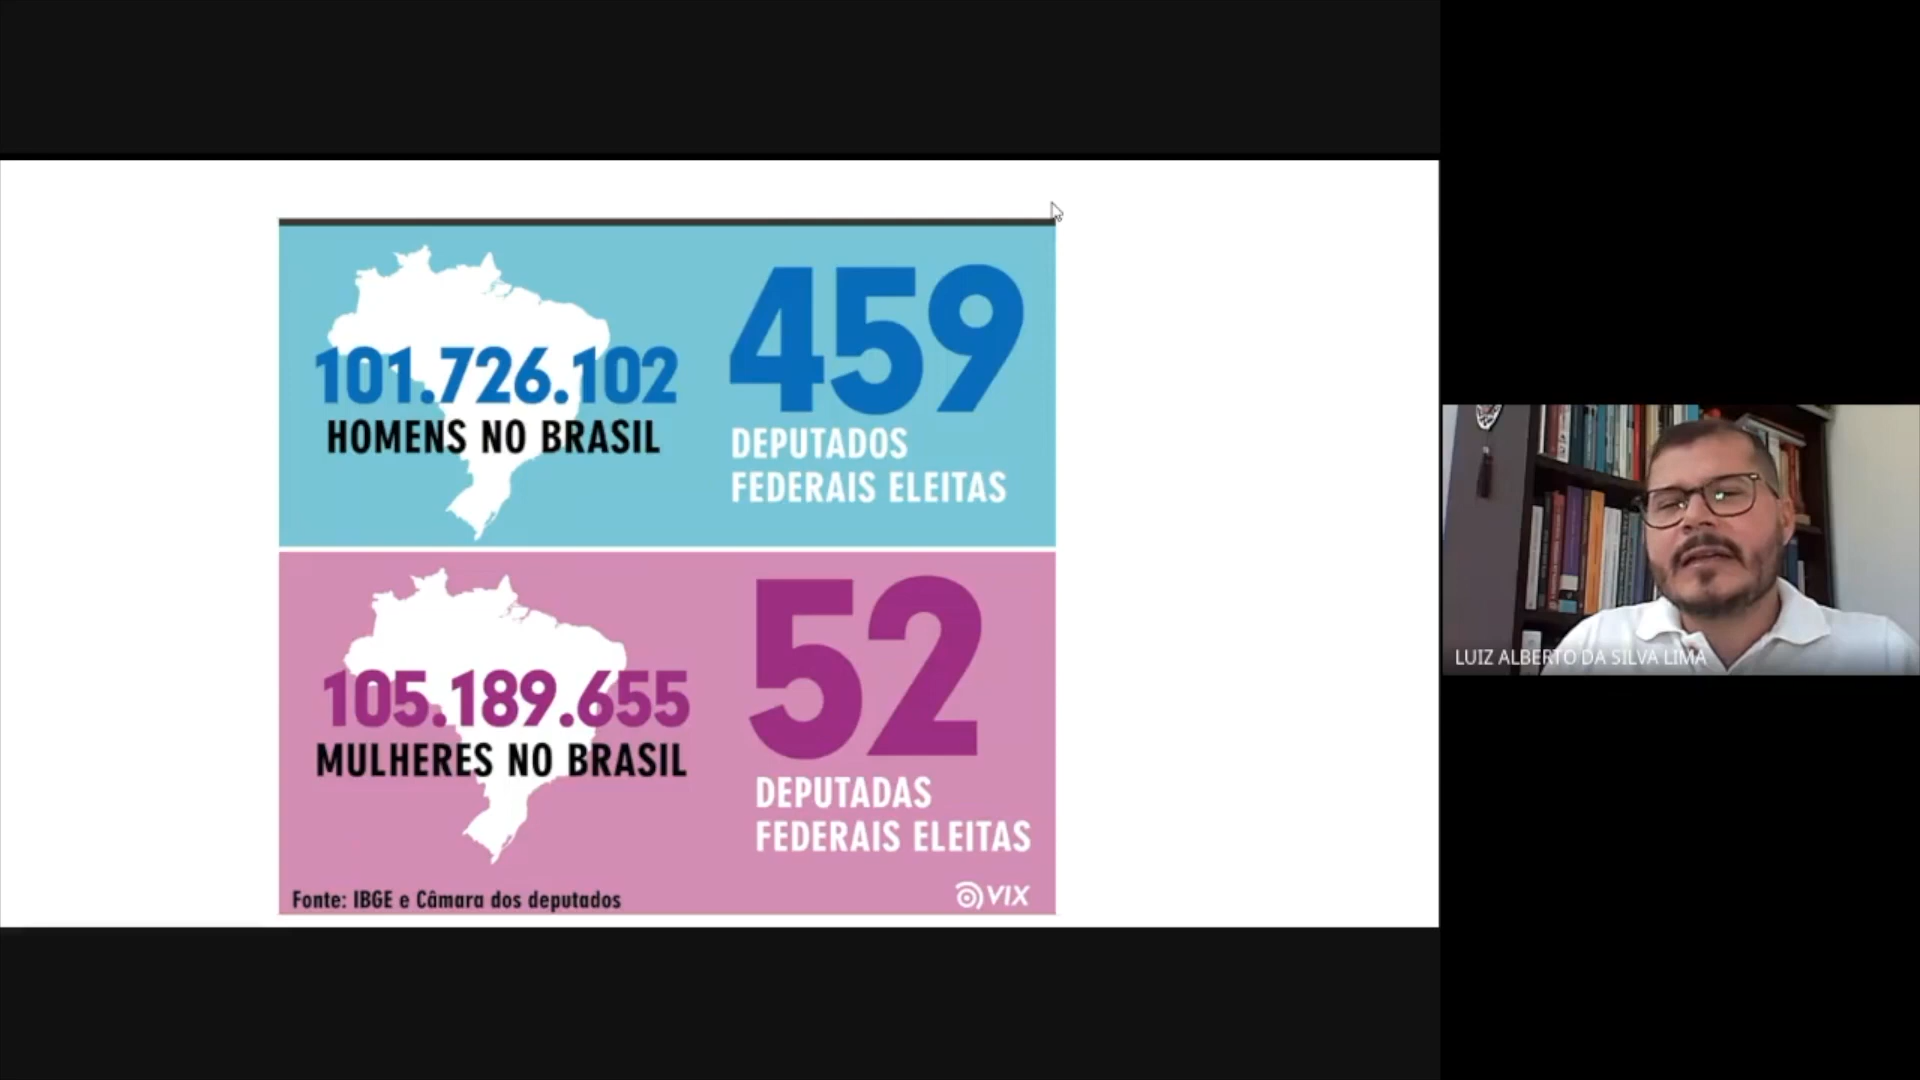 101.726.102
HOMENS NO BRASIL
459
DEPUTADOS
FEDERAIS ELEITAS
105.189.655
MULHERES NO BRASIL
52
DEPUTADAS
FEDERAIS ELEITAS
Fonte: IBGE e Câmara dos deputados
VIX
LUIZ ALBERTO DA SILVA LIMA